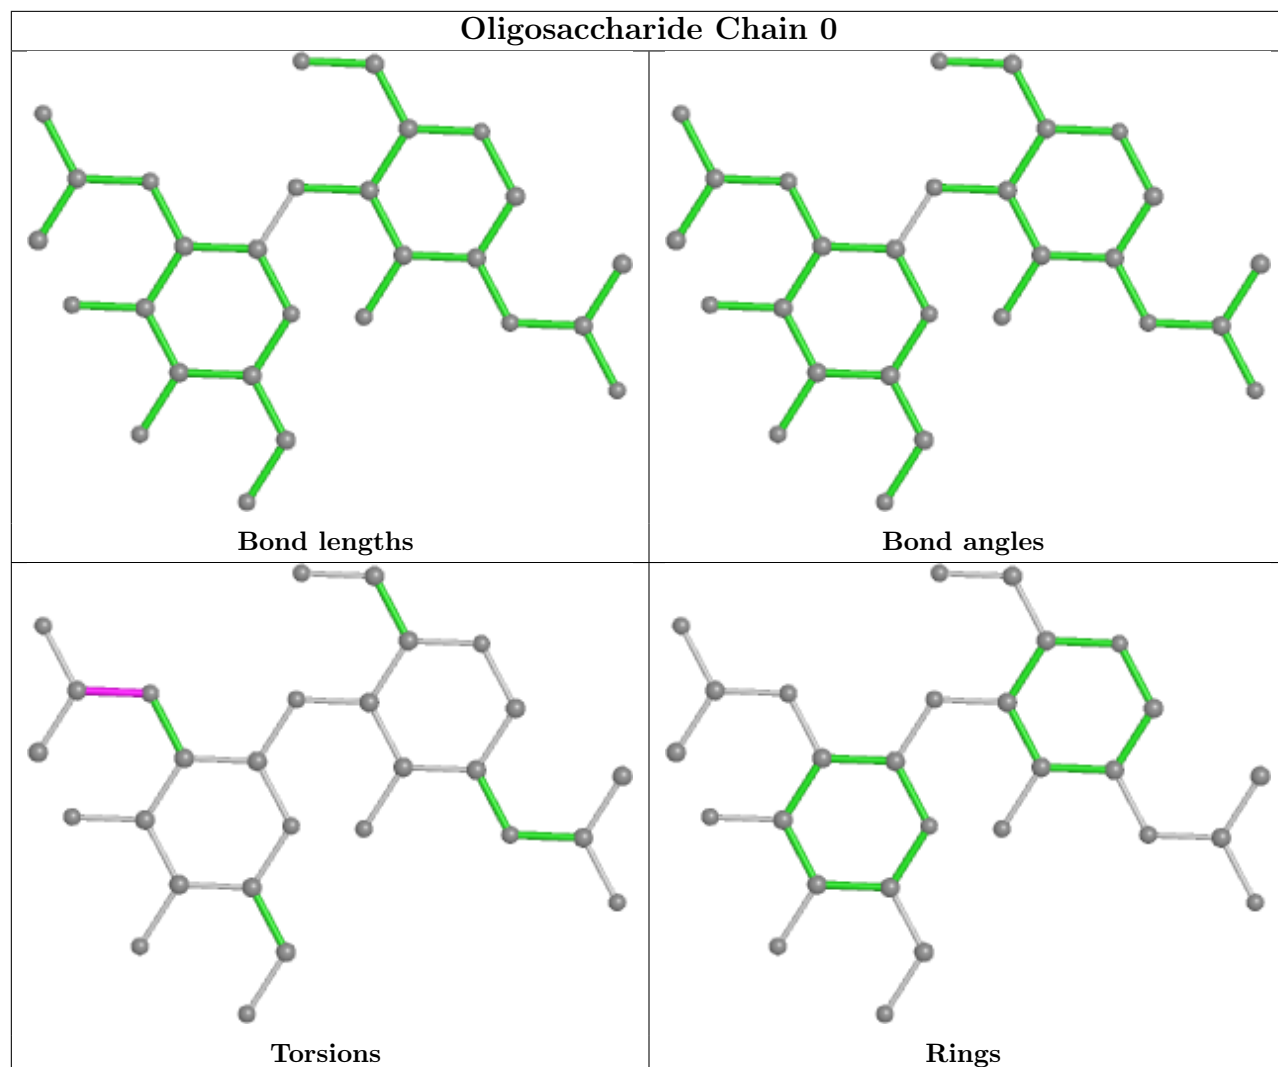 Oligosaccharide Chain 0
Bond lengths
Bond angles
Torsions
Rings